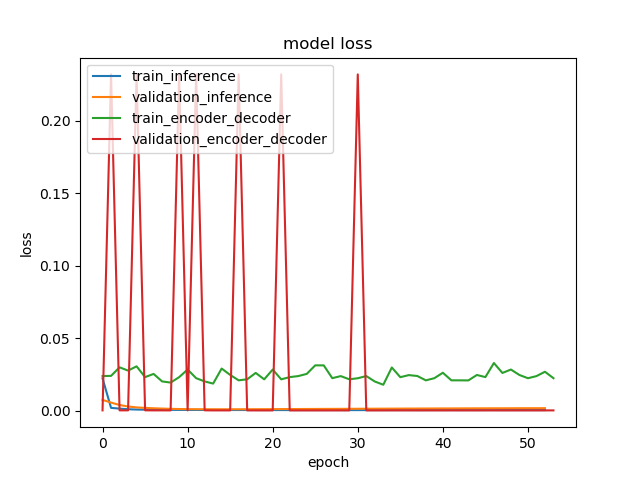 model loss
train_inference
validation_inference
train_encoder_decoder
validation_encoder_decoder
loss
0.20
0.15
0.10
0.05
0.00
0 10 20 30 40 50
epoch